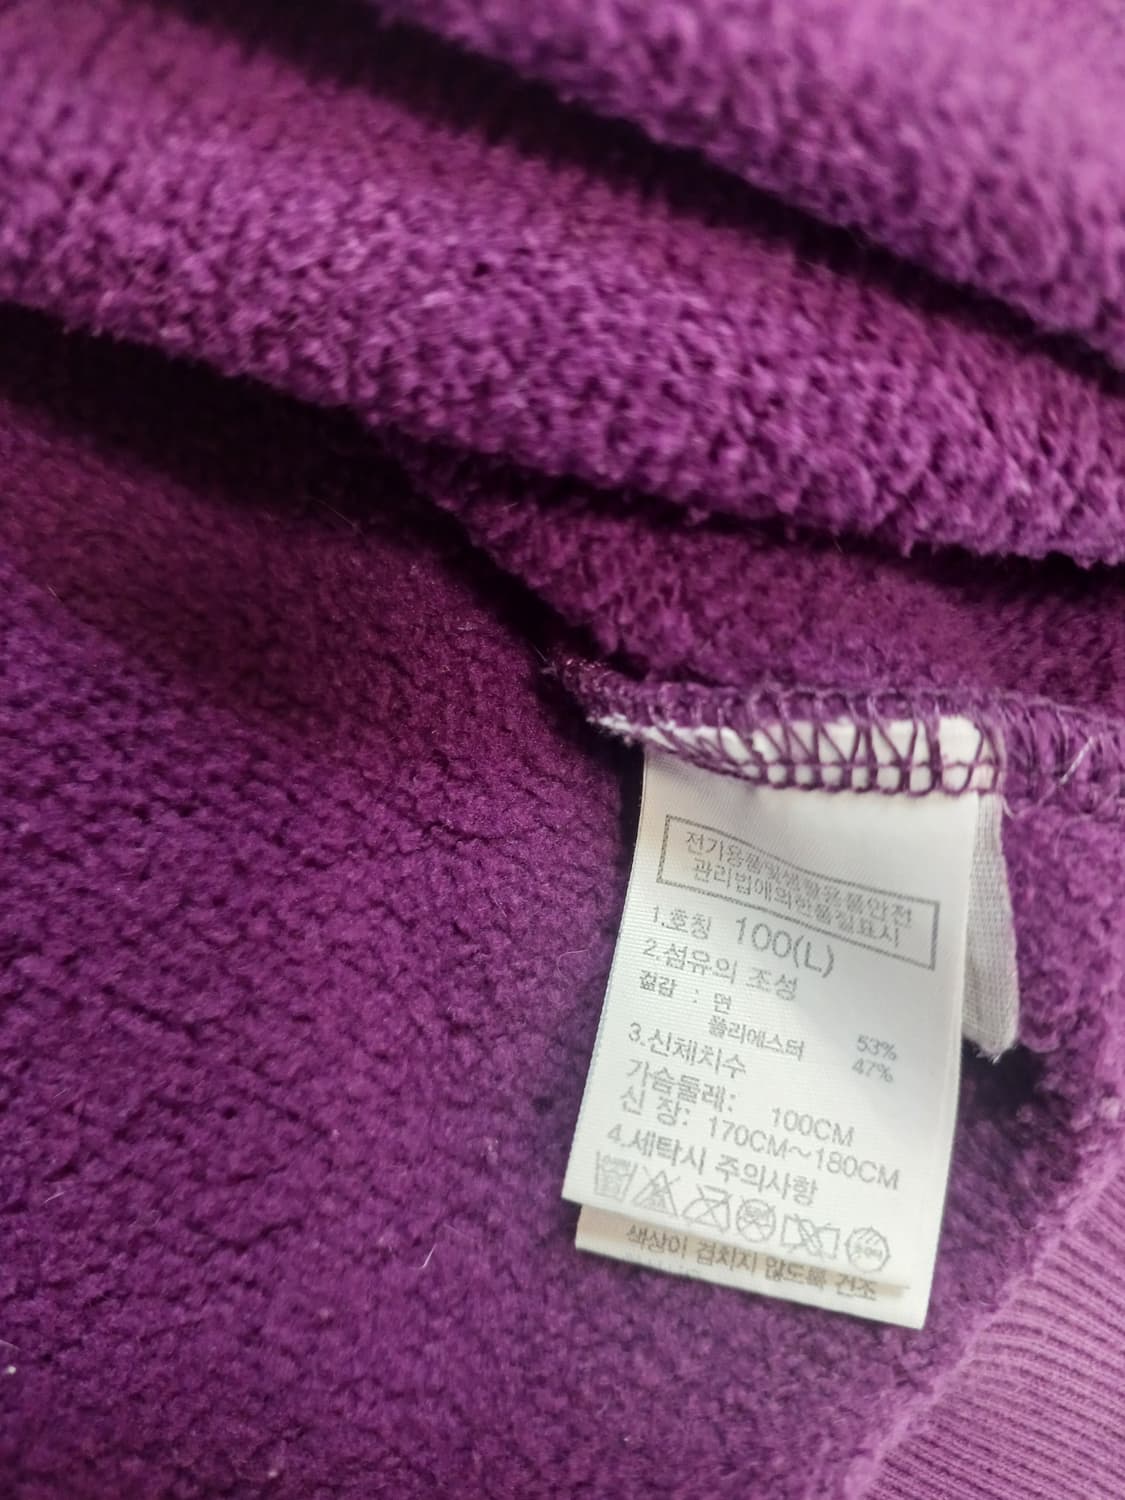 전기용품및생활용품안전
관리법에의한품질표시
1.호칭 100(L)
2.섬유의 조성
겉감 : 면 53%
폴리에스터 47%
3.신체치수
가슴둘레: 100CM
신 장: 170CM~180CM
4.세탁시 주의사항
색상이 겹치지 않도록 건조